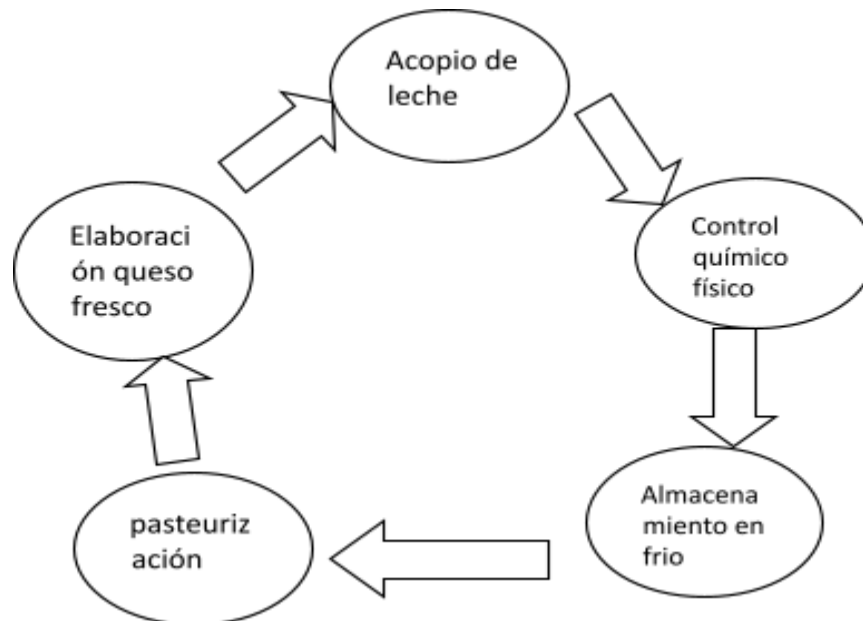 Acopio de
leche
Control
químico
físico
Almacena
miento en
frio
pasteuriz
ación
Elaboraci
ón queso
fresco